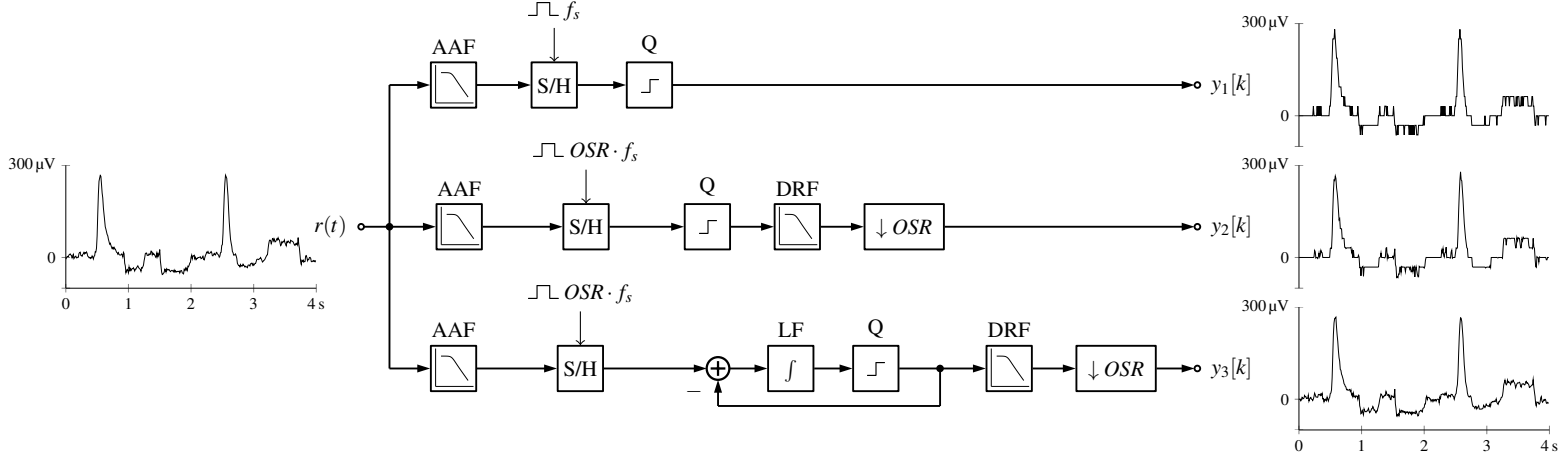 300 µV
0
0 1 2 3 4 s
r(t)
f_s
AAF
S/H
Q
y_1[k]
300 µV
0
OSR · f_s
AAF
S/H
Q
DRF
↓ OSR
y_2[k]
300 µV
0
OSR · f_s
AAF
S/H
−
+
LF
∫
Q
DRF
↓ OSR
y_3[k]
300 µV
0
0 1 2 3 4 s